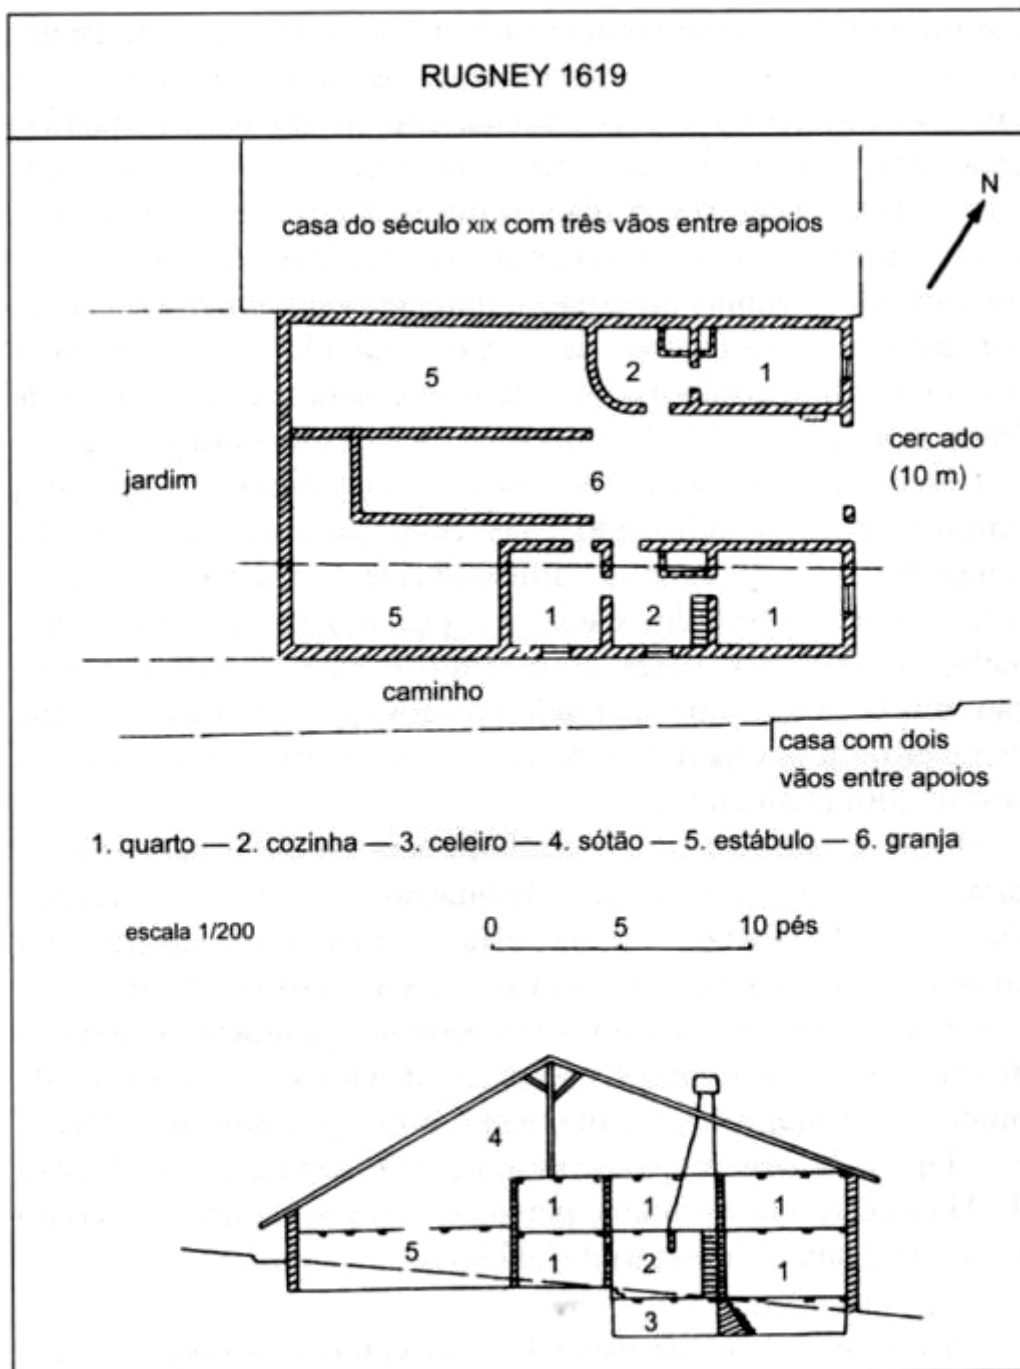 RUGNEY 1619
N
casa do século XIX com três vãos entre apoios
5
2
1
jardim
6
cercado
(10 m)
5
1
2
1
caminho
casa com dois
vãos entre apoios
1. quarto — 2. cozinha — 3. celeiro — 4. sótão — 5. estábulo — 6. granja
escala 1/200
0 5 10 pés
4
1 1 1
5 1 2 1
3